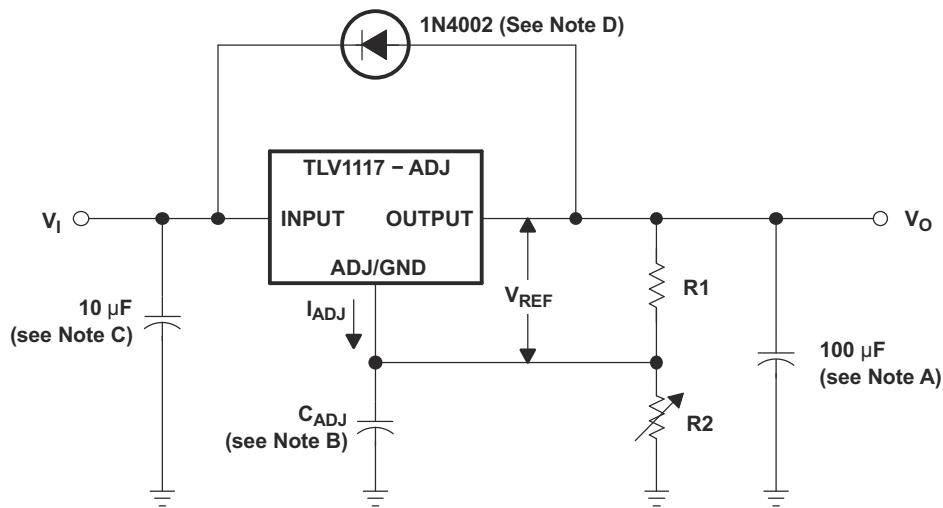 1N4002 (See Note D)
TLV1117 – ADJ
V_I
INPUT
OUTPUT
V_O
ADJ/GND
10 µF
(see Note C)
I_ADJ
V_REF
R1
100 µF
(see Note A)
C_ADJ
(see Note B)
R2